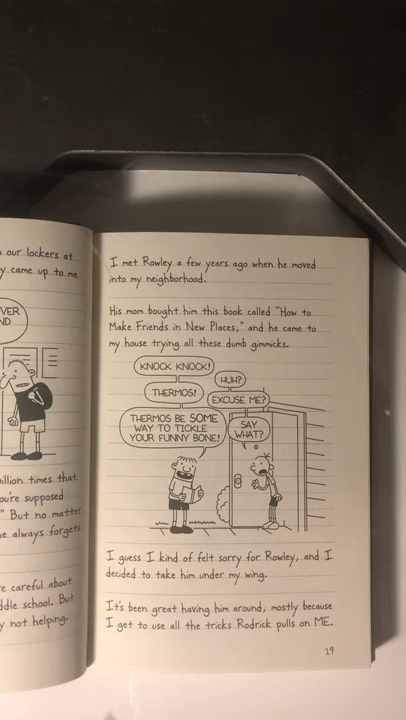 our lockers at
came up to me
VER
ND
illion times that
you're supposed
" But no matter
he always forgets
careful about
ddle school. But
not helping.
I met Rowley a few years ago when he moved
into my neighborhood.
His mom bought him this book called "How to
Make Friends in New Places," and he came to
my house trying all these dumb gimmicks.
KNOCK KNOCK!
HUH?
THERMOS!
EXCUSE ME?
THERMOS BE SOME
WAY TO TICKLE
YOUR FUNNY BONE!
SAY
WHAT?
I guess I kind of felt sorry for Rowley, and I
decided to take him under my wing.
It's been great having him around, mostly because
I get to use all the tricks Rodrick pulls on ME.
19